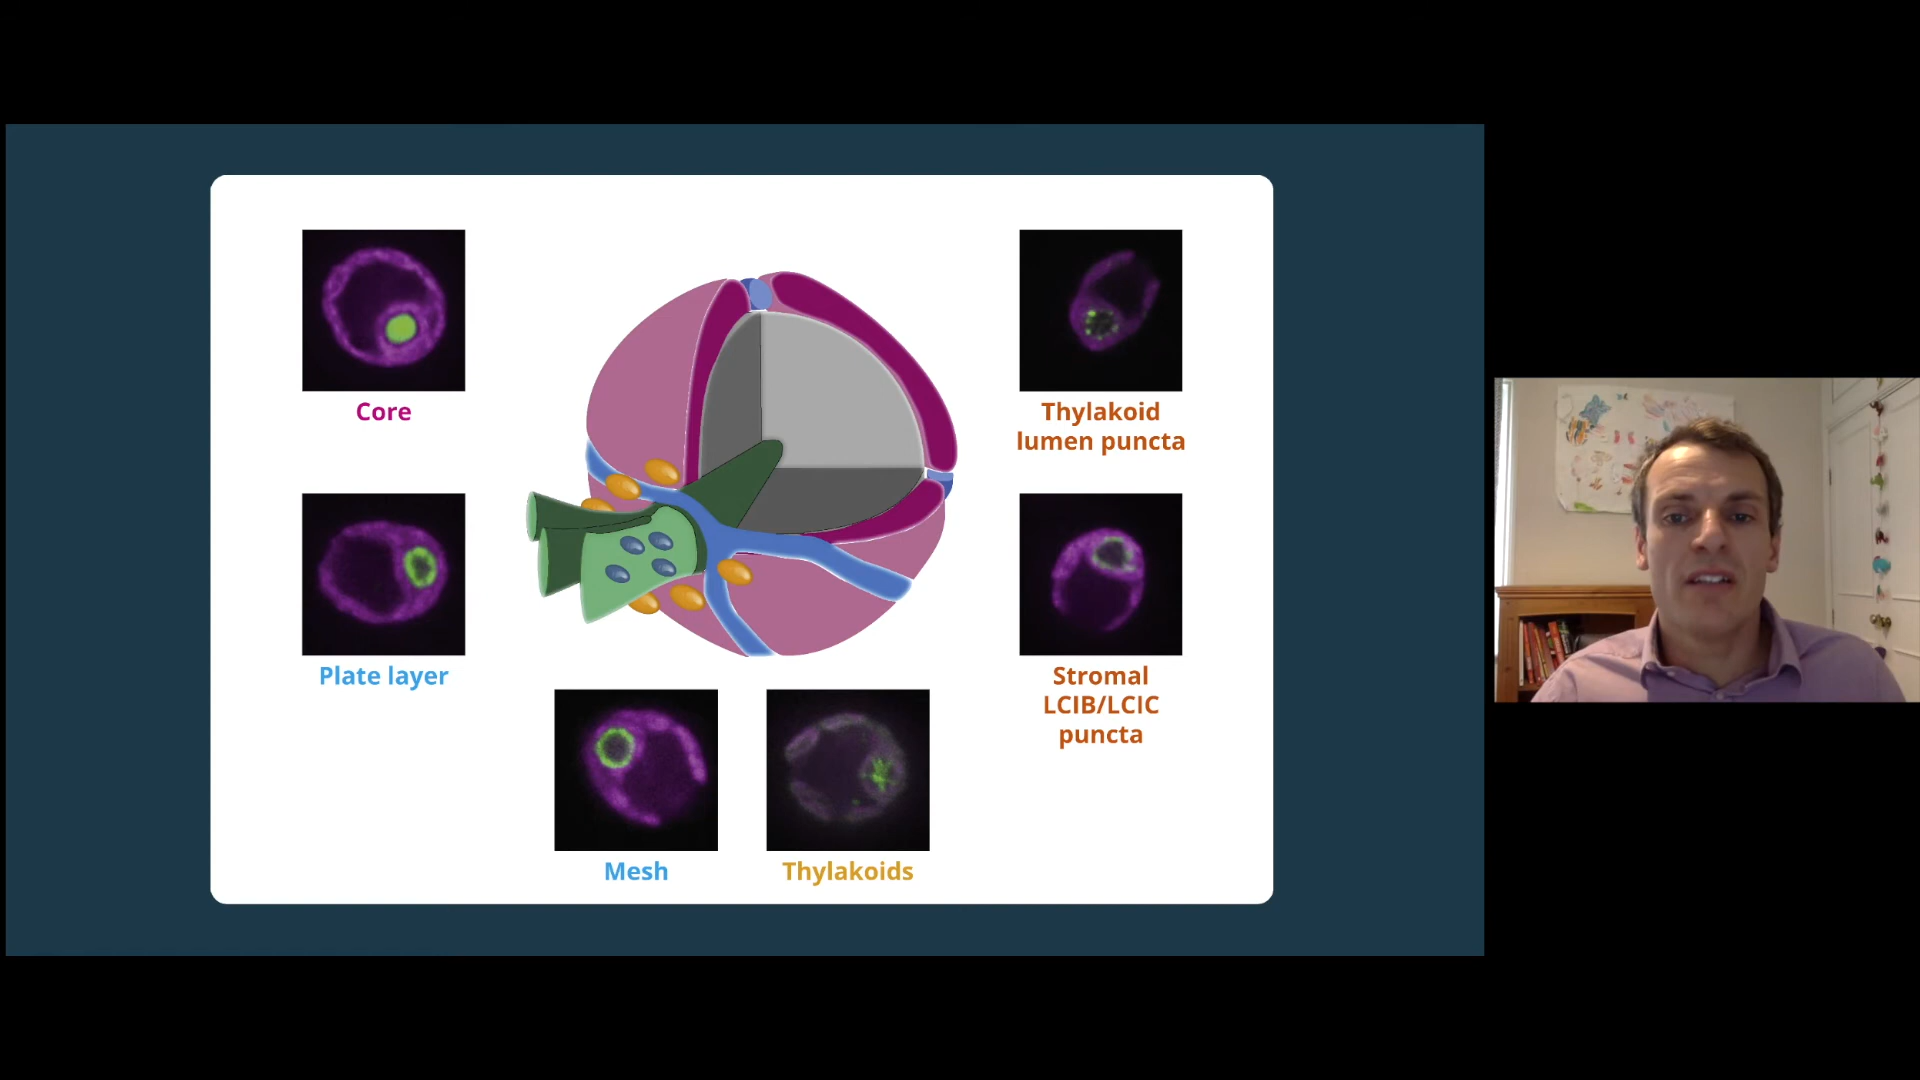 Core
Thylakoid
lumen puncta
Plate layer
Stromal
LCIB/LCIC
puncta
Mesh
Thylakoids